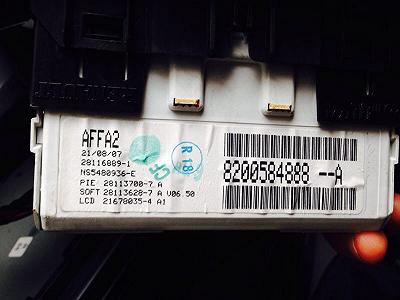 AFFA2
21/08/07
28116889-1
NS5480936-E
PIE 28113700-7 A
SOFT 28113628-7 A V06.50
LCD 21678035-4 A1
R 18
8200584888 --A